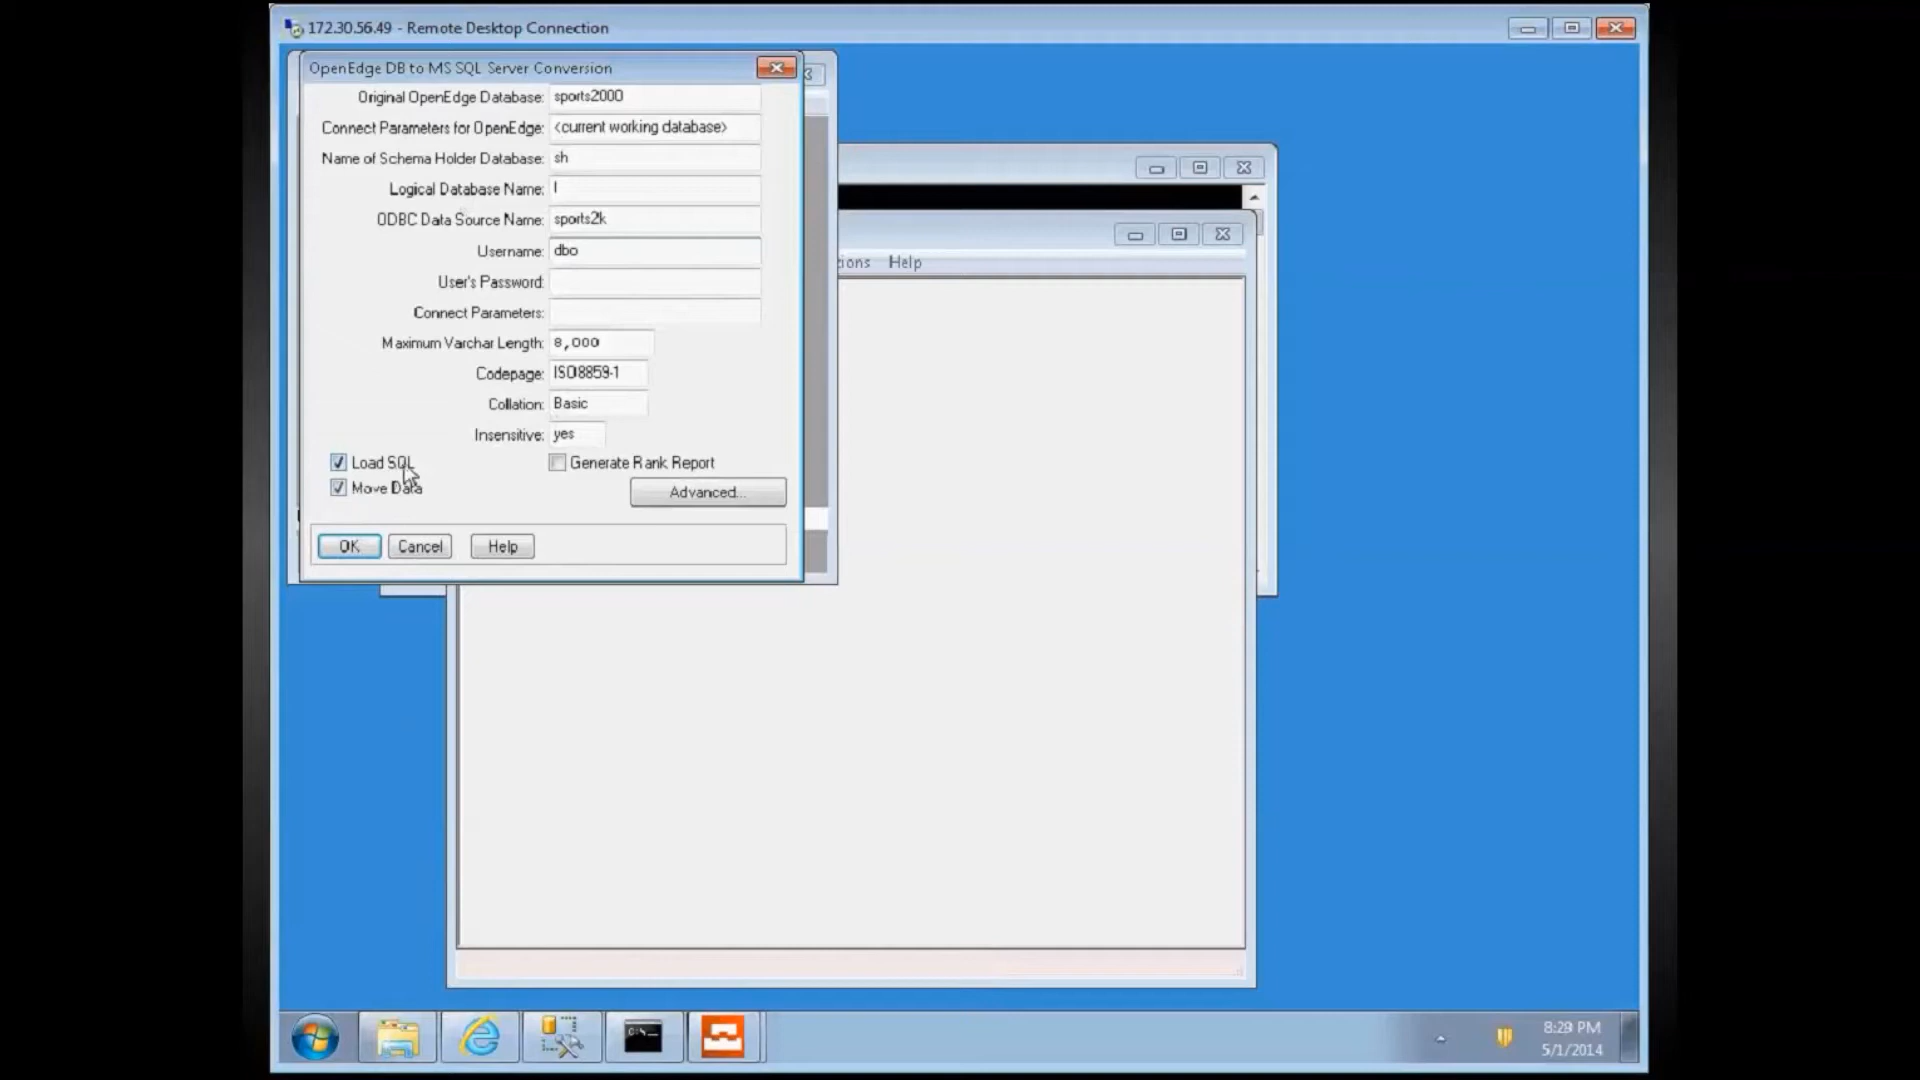 172.30.56.49 - Remote Desktop Connection
OpenEdge DB to MS SQL Server Conversion
Original OpenEdge Database: sports2000
Connect Parameters for OpenEdge: <current working database>
Name of Schema Holder Database: sh
Logical Database Name: l
ODBC Data Source Name: sports2k
Username: dbo
User's Password:
Connect Parameters:
Maximum Varchar Length: 8,000
Codepage: ISO8859-1
Collation: Basic
Insensitive: yes
Load SQL
Generate Rank Report
Move Data
Advanced...
OK Cancel Help
Help
8:29 PM
5/1/2014